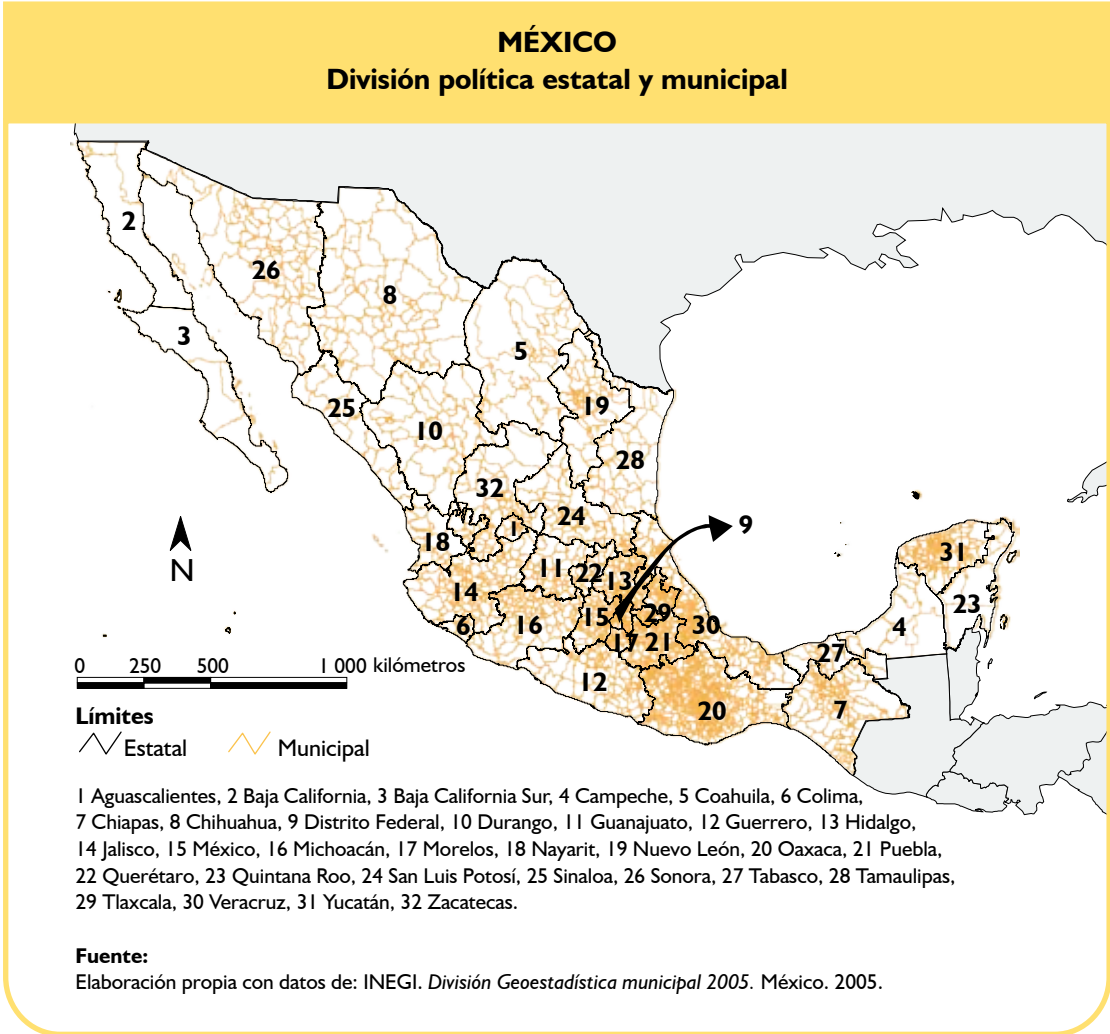 MÉXICO
División política estatal y municipal
2
26
8
3
5
25
19
10
28
32
24
9
1
18
31
11
22
13
14
23
29
15
6
16
30
4
17
21
27
12
20
7
N
0 250 500 1 000 kilómetros
Límites
Estatal Municipal
1 Aguascalientes, 2 Baja California, 3 Baja California Sur, 4 Campeche, 5 Coahuila, 6 Colima,
7 Chiapas, 8 Chihuahua, 9 Distrito Federal, 10 Durango, 11 Guanajuato, 12 Guerrero, 13 Hidalgo,
14 Jalisco, 15 México, 16 Michoacán, 17 Morelos, 18 Nayarit, 19 Nuevo León, 20 Oaxaca, 21 Puebla,
22 Querétaro, 23 Quintana Roo, 24 San Luis Potosí, 25 Sinaloa, 26 Sonora, 27 Tabasco, 28 Tamaulipas,
29 Tlaxcala, 30 Veracruz, 31 Yucatán, 32 Zacatecas.
Fuente:
Elaboración propia con datos de: INEGI. División Geoestadística municipal 2005. México. 2005.